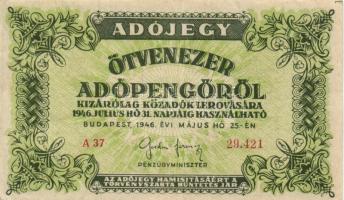 ADÓJEGY
ÖTVENEZER
ADÓPENGŐRŐL
KIZÁRÓLAG KÖZADÓK LEROVÁSÁRA
1946. JULIUS HÓ 31. NAPJÁIG HASZNÁLHATÓ
BUDAPEST, 1946. ÉVI MÁJUS HÓ 25-ÉN
A 37 29.421
PÉNZÜGYMINISZTER
AZ ADÓJEGY HAMISÍTÁSÁÉRT A
TÖRVÉNYSZABTA BÜNTETÉS JÁR